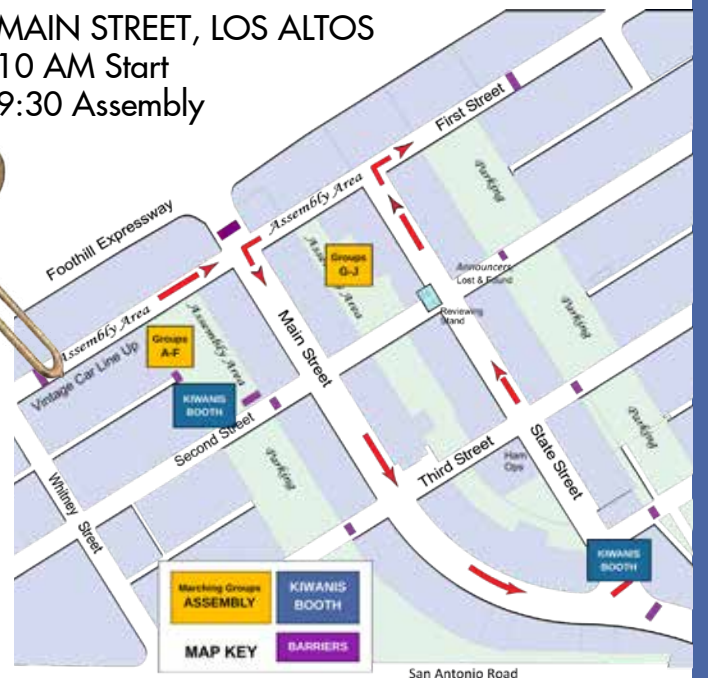 MAIN STREET, LOS ALTOS
10 AM Start
9:30 Assembly
First Street
Parking
Assembly Area
Foothill Expressway
Groups
G-J
Assembly Area
Announcers
Lost & Found
Reviewing
Stand
Parking
Assembly Area
Vintage Car Line Up
Groups
A-F
Assembly Area
Main Street
KIWANIS
BOOTH
Second Street
Parking
Third Street
State Street
Parking
Ham
Ops
Whitney Street
KIWANIS
BOOTH
Marching Groups
ASSEMBLY
KIWANIS
BOOTH
MAP KEY
BARRIERS
San Antonio Road